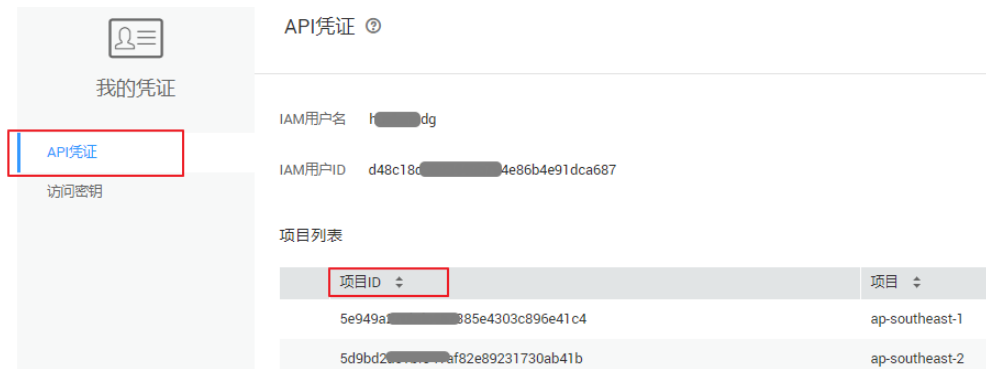 API凭证
我的凭证
IAM用户名 h dg
API凭证
IAM用户ID d48c18 4e86b4e91dca687
访问密钥
项目列表
项目ID 项目
5e949a 385e4303c896e41c4 ap-southeast-1
5d9bd2 af82e89231730ab41b ap-southeast-2